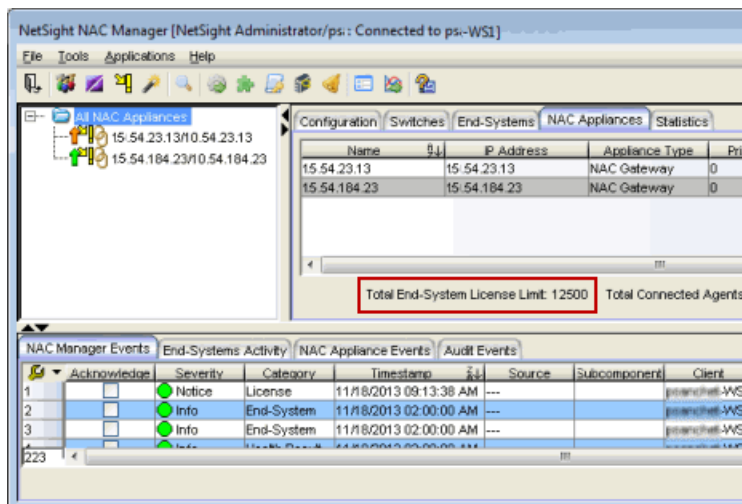 NetSight NAC Manager [NetSight Administrator/ps: : Connected to ps-WS1]
File Tools Applications Help
All NAC Appliances
15.54.23.13/10.54.23.13
15.54.184.23/10.54.184.23
Configuration Switches End-Systems NAC Appliances Statistics
Name IP Address Appliance Type Pri
15.54.23.13 15.54.23.13 NAC Gateway 0
15.54.184.23 15.54.184.23 NAC Gateway 0
Total End-System License Limit: 12500 Total Connected Agents
NAC Manager Events End-Systems Activity NAC Appliance Events Audit Events
Acknowledge Severity Category Timestamp Source Subcomponent Client
1 Notice License 11/18/2013 09:13:38 AM --- -WS
2 Info End-System 11/18/2013 02:00:00 AM --- -WS
3 Info End-System 11/18/2013 02:00:00 AM --- -WS
223